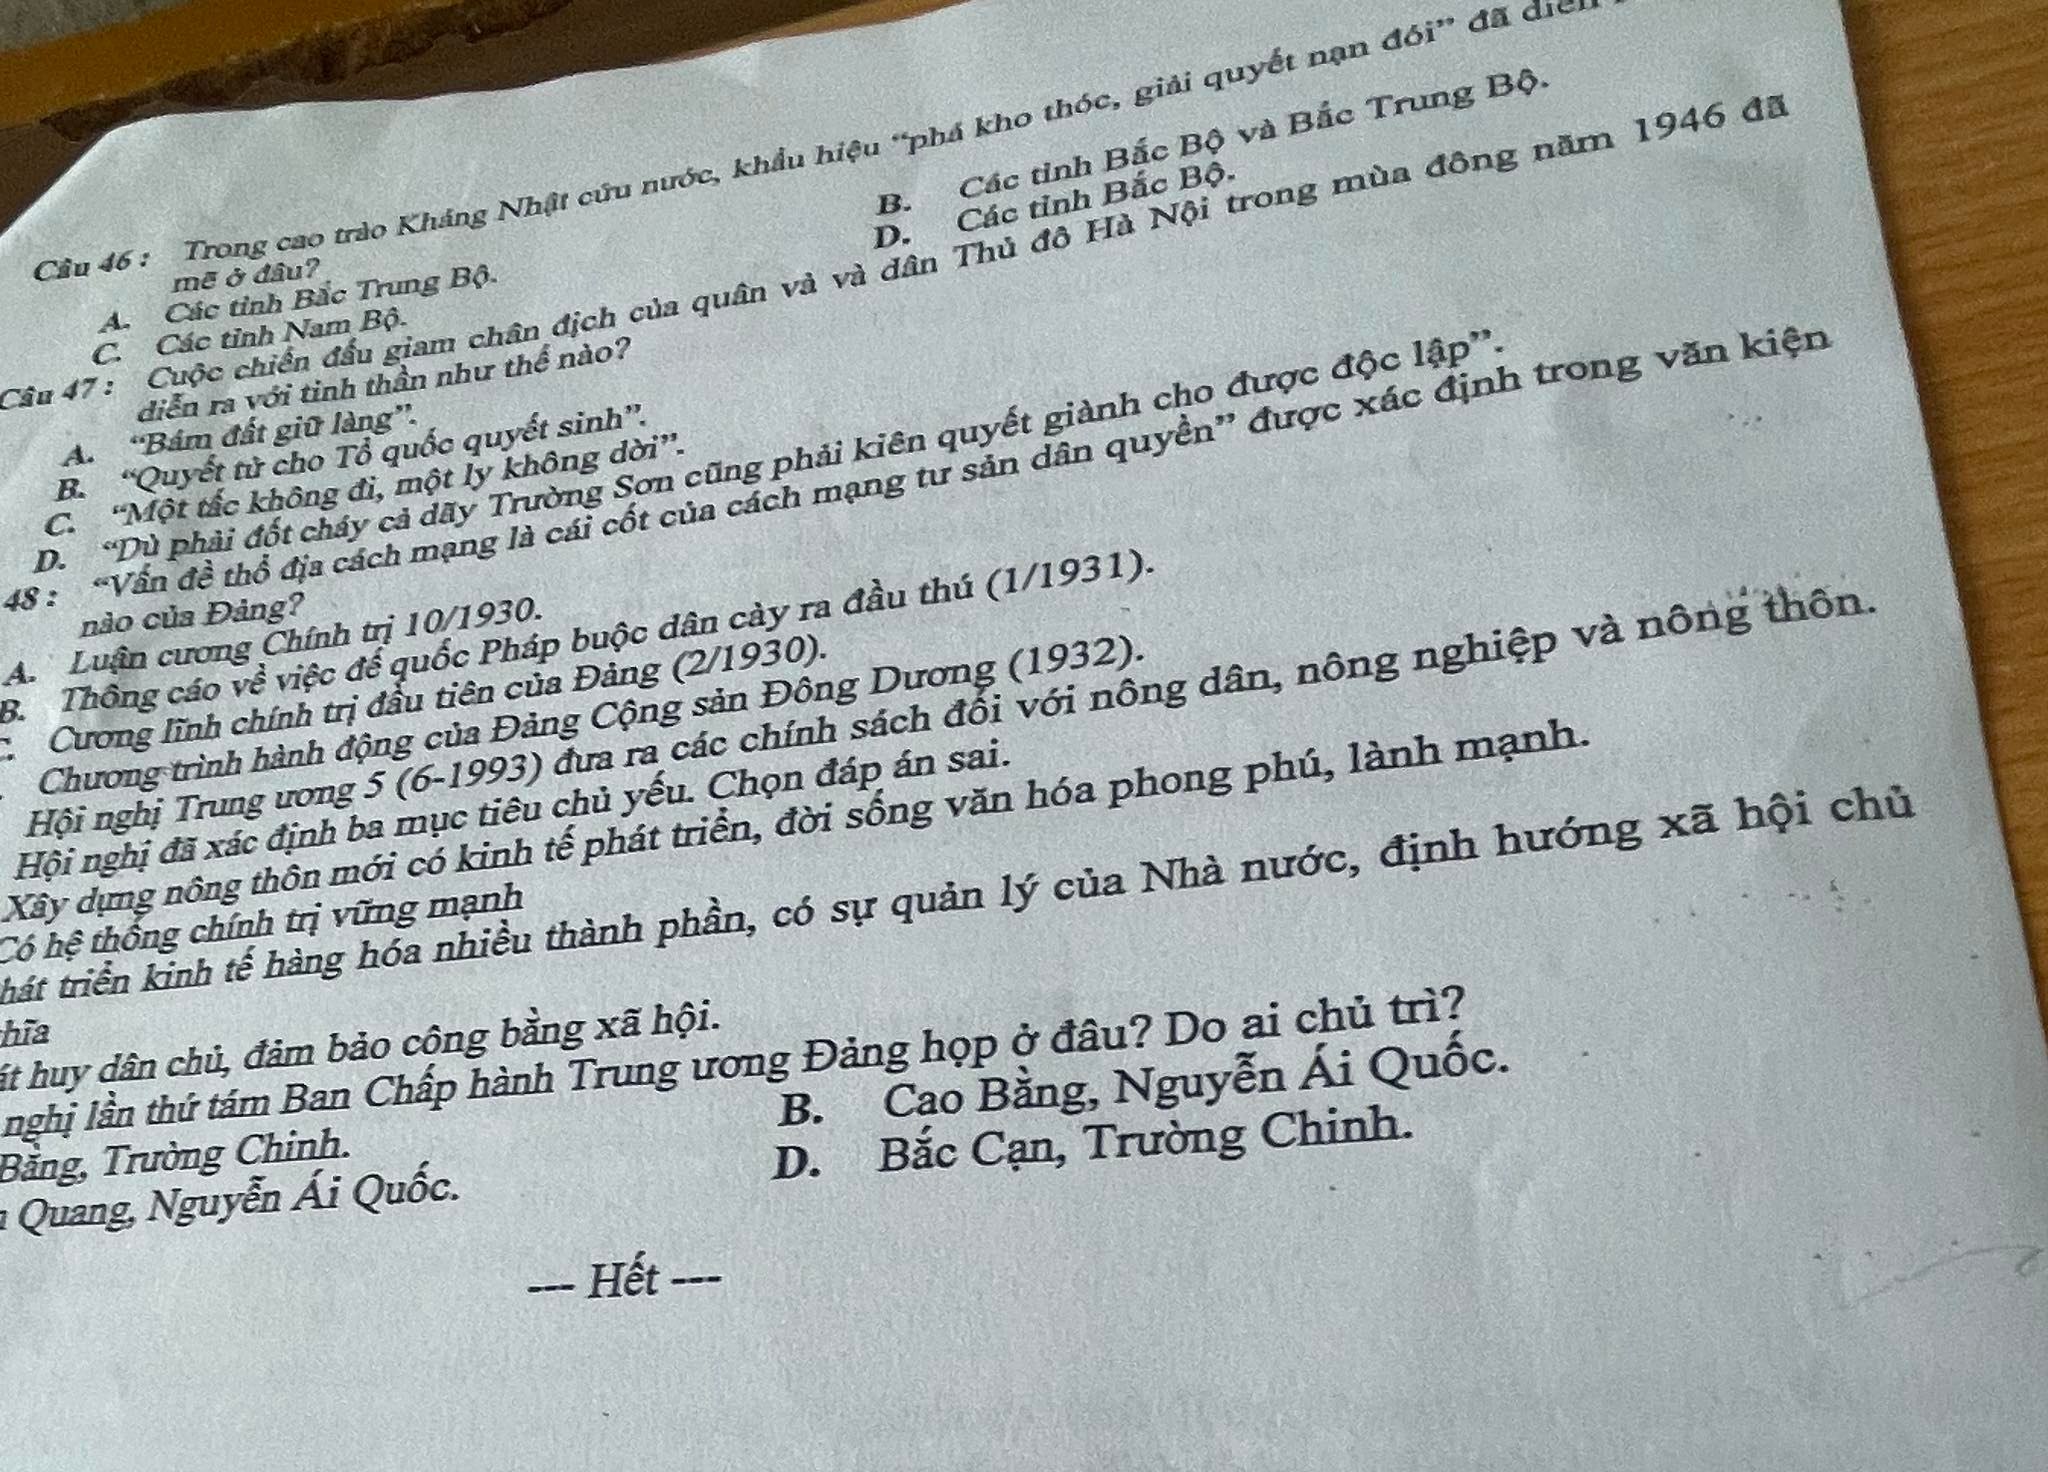 Câu 46 : Trong cao trào Kháng Nhật cứu nước, khẩu hiệu “phá kho thóc, giải quyết nạn đói” đã
mẽ ở đâu?
A. Các tỉnh Bắc Trung Bộ. B. Các tỉnh Bắc Bộ và Bắc Trung Bộ.
C. Các tỉnh Nam Bộ. D. Các tỉnh Bắc Bộ.
Câu 47 : Cuộc chiến đấu giam chân địch của quân và và dân Thủ đô Hà Nội trong mùa đông năm 1946 đã
diễn ra với tinh thần như thế nào?
A. “Bám đất giữ làng”.
B. “Quyết tử cho Tổ quốc quyết sinh”.
C. “Một tấc không đi, một ly không dời”.
D. “Dù phải đốt cháy cả dãy Trường Sơn cũng phải kiên quyết giành cho được độc lập”.
48 : “Vấn đề thổ địa cách mạng là cái cốt của cách mạng tư sản dân quyền” được xác định trong văn kiện
nào của Đảng?
A. Luận cương Chính trị 10/1930.
B. Thông cáo về việc đế quốc Pháp buộc dân cày ra đầu thú (1/1931).
Cương lĩnh chính trị đầu tiên của Đảng (2/1930).
Chương trình hành động của Đảng Cộng sản Đông Dương (1932).
Hội nghị Trung ương 5 (6-1993) đưa ra các chính sách đối với nông dân, nông nghiệp và nông thôn.
Hội nghị đã xác định ba mục tiêu chủ yếu. Chọn đáp án sai.
Xây dựng nông thôn mới có kinh tế phát triển, đời sống văn hóa phong phú, lành mạnh.
Có hệ thống chính trị vững mạnh
hát triển kinh tế hàng hóa nhiều thành phần, có sự quản lý của Nhà nước, định hướng xã hội chủ
hĩa
át huy dân chủ, đảm bảo công bằng xã hội.
nghị lần thứ tám Ban Chấp hành Trung ương Đảng họp ở đâu? Do ai chủ trì?
Bằng, Trường Chinh. B. Cao Bằng, Nguyễn Ái Quốc.
Quang, Nguyễn Ái Quốc. D. Bắc Cạn, Trường Chinh.
--- Hết ---